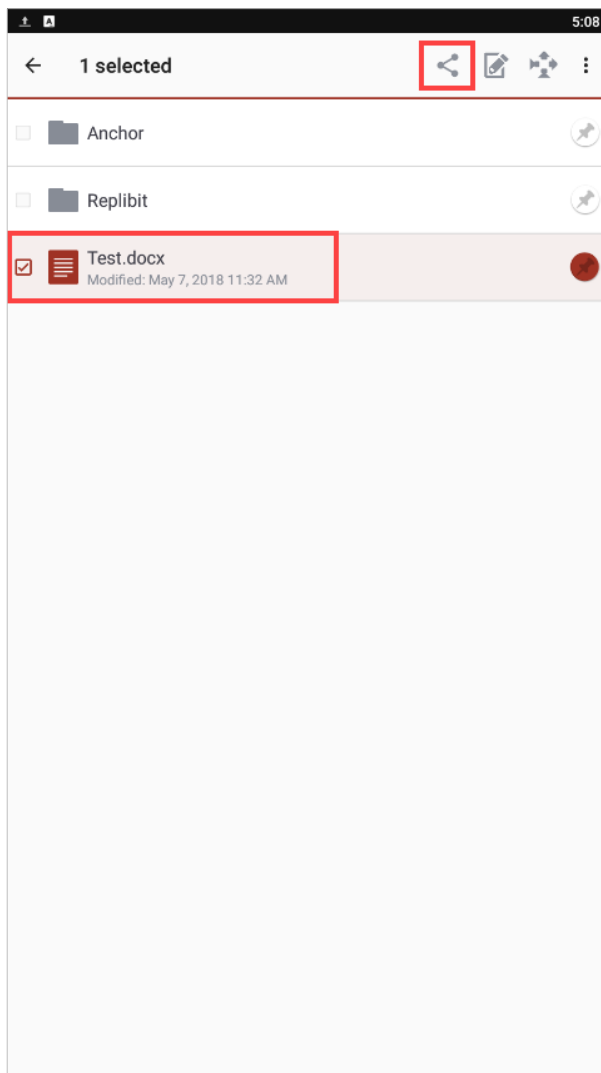 A
5:08
1 selected
Anchor
Replibit
Test.docx
Modified: May 7, 2018 11:32 AM